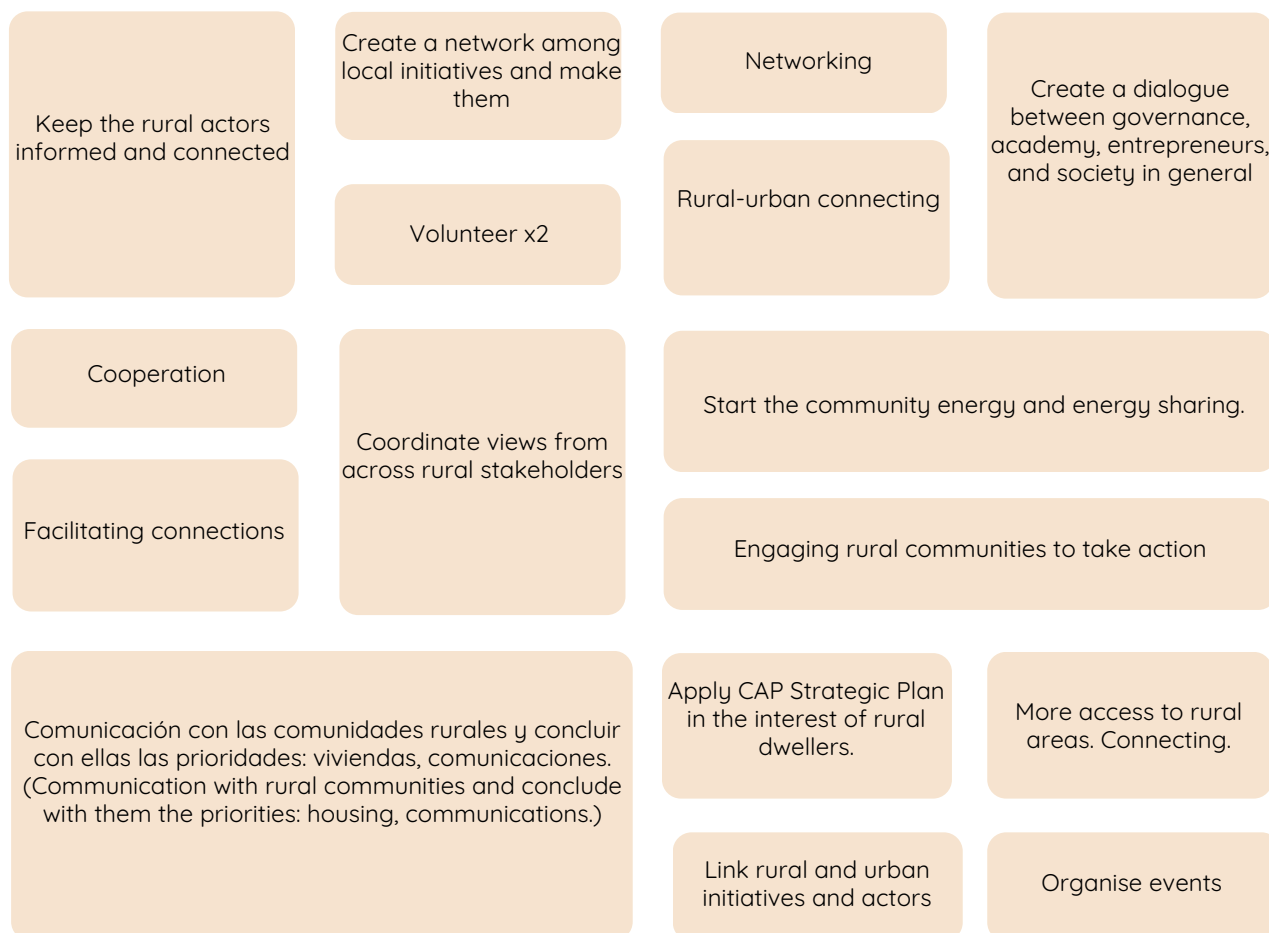 Keep the rural actors
informed and connected
Create a network among
local initiatives and make
them
Volunteer x2
Networking
Rural-urban connecting
Create a dialogue
between governance,
academy, entrepreneurs,
and society in general
Cooperation
Facilitating connections
Coordinate views from
across rural stakeholders
Start the community energy and energy sharing.
Engaging rural communities to take action
Comunicación con las comunidades rurales y concluir
con ellas las prioridades: viviendas, comunicaciones.
(Communication with rural communities and conclude
with them the priorities: housing, communications.)
Apply CAP Strategic Plan
in the interest of rural
dwellers.
More access to rural
areas. Connecting.
Link rural and urban
initiatives and actors
Organise events